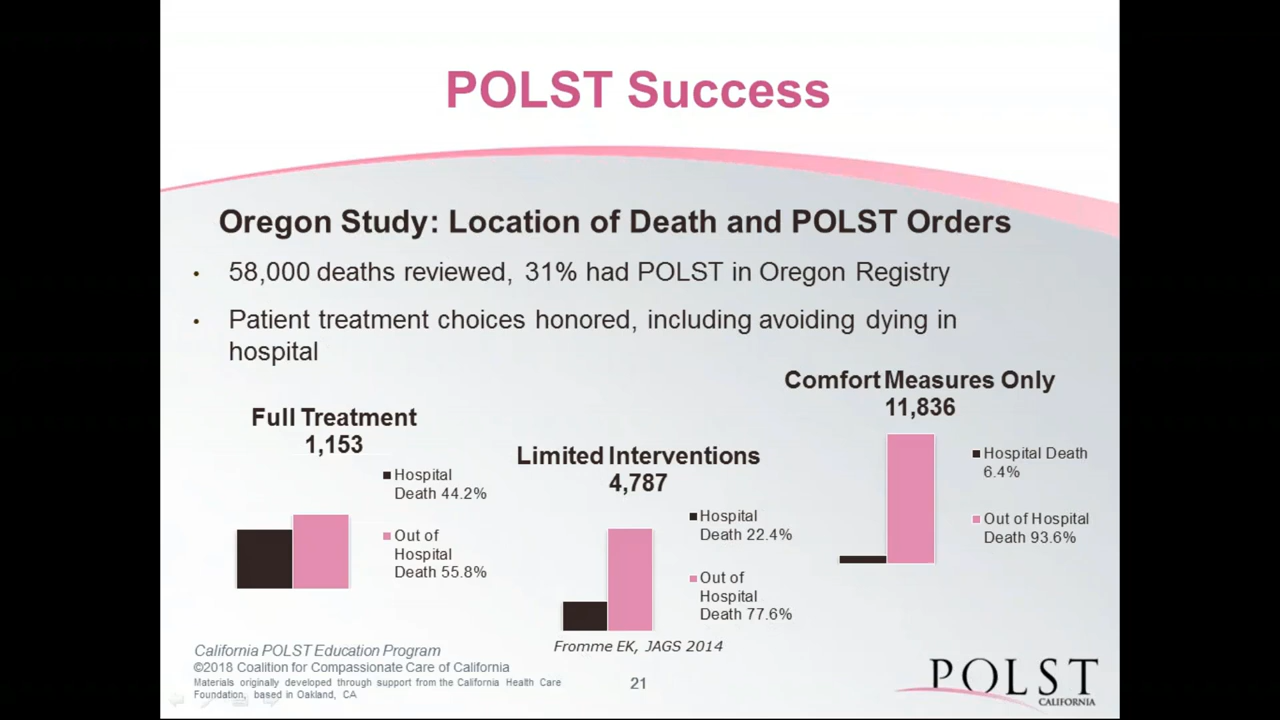 POLST Success
Oregon Study: Location of Death and POLST Orders
• 58,000 deaths reviewed, 31% had POLST in Oregon Registry
• Patient treatment choices honored, including avoiding dying in
hospital
Full Treatment
1,153
Hospital
Death 44.2%
Out of
Hospital
Death 55.8%
Limited Interventions
4,787
Hospital
Death 22.4%
Out of
Hospital
Death 77.6%
Comfort Measures Only
11,836
Hospital Death
6.4%
Out of Hospital
Death 93.6%
Fromme EK, JAGS 2014
California POLST Education Program
©2018 Coalition for Compassionate Care of California
Materials originally developed through support from the California Health Care
Foundation, based in Oakland, CA
21
POLST
CALIFORNIA